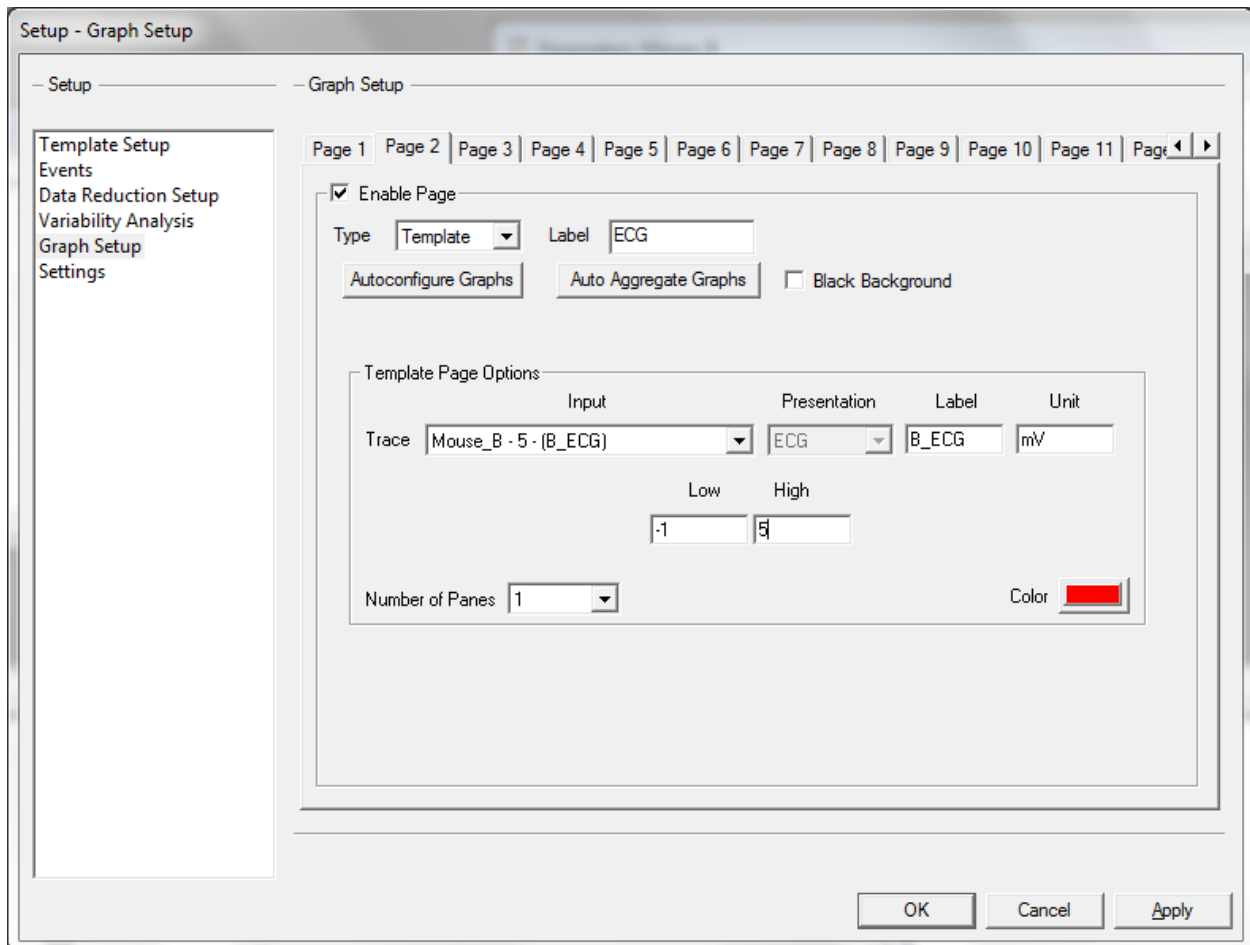 Setup - Graph Setup
Setup
Template Setup
Events
Data Reduction Setup
Variability Analysis
Graph Setup
Settings
Graph Setup
Page 1 Page 2 Page 3 Page 4 Page 5 Page 6 Page 7 Page 8 Page 9 Page 10 Page 11 Page
Enable Page
Type Template Label ECG
Autoconfigure Graphs Auto Aggregate Graphs Black Background
Template Page Options
Input Presentation Label Unit
Trace Mouse_B - 5 - (B_ECG) ECG B_ECG mV
Low High
-1 5
Number of Panes 1 Color
OK Cancel Apply